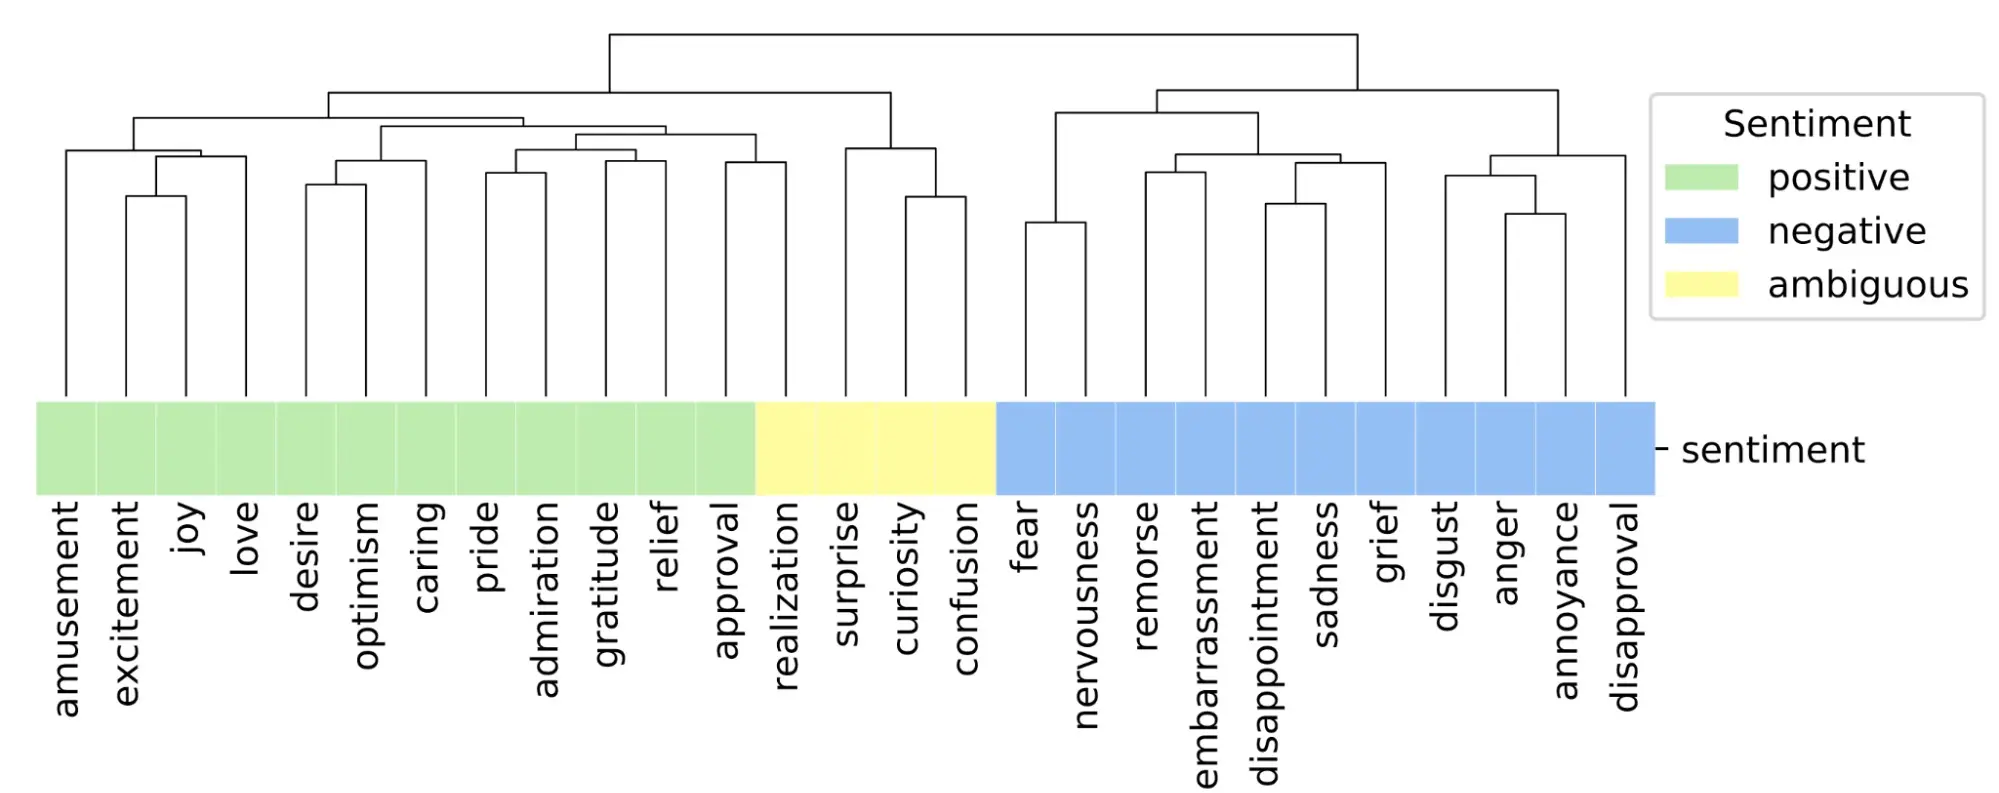 Sentiment
positive
negative
ambiguous
sentiment
amusement
excitement
joy
love
desire
optimism
caring
pride
admiration
gratitude
relief
approval
realization
surprise
curiosity
confusion
fear
nervousness
remorse
embarrassment
disappointment
sadness
grief
disgust
anger
annoyance
disapproval